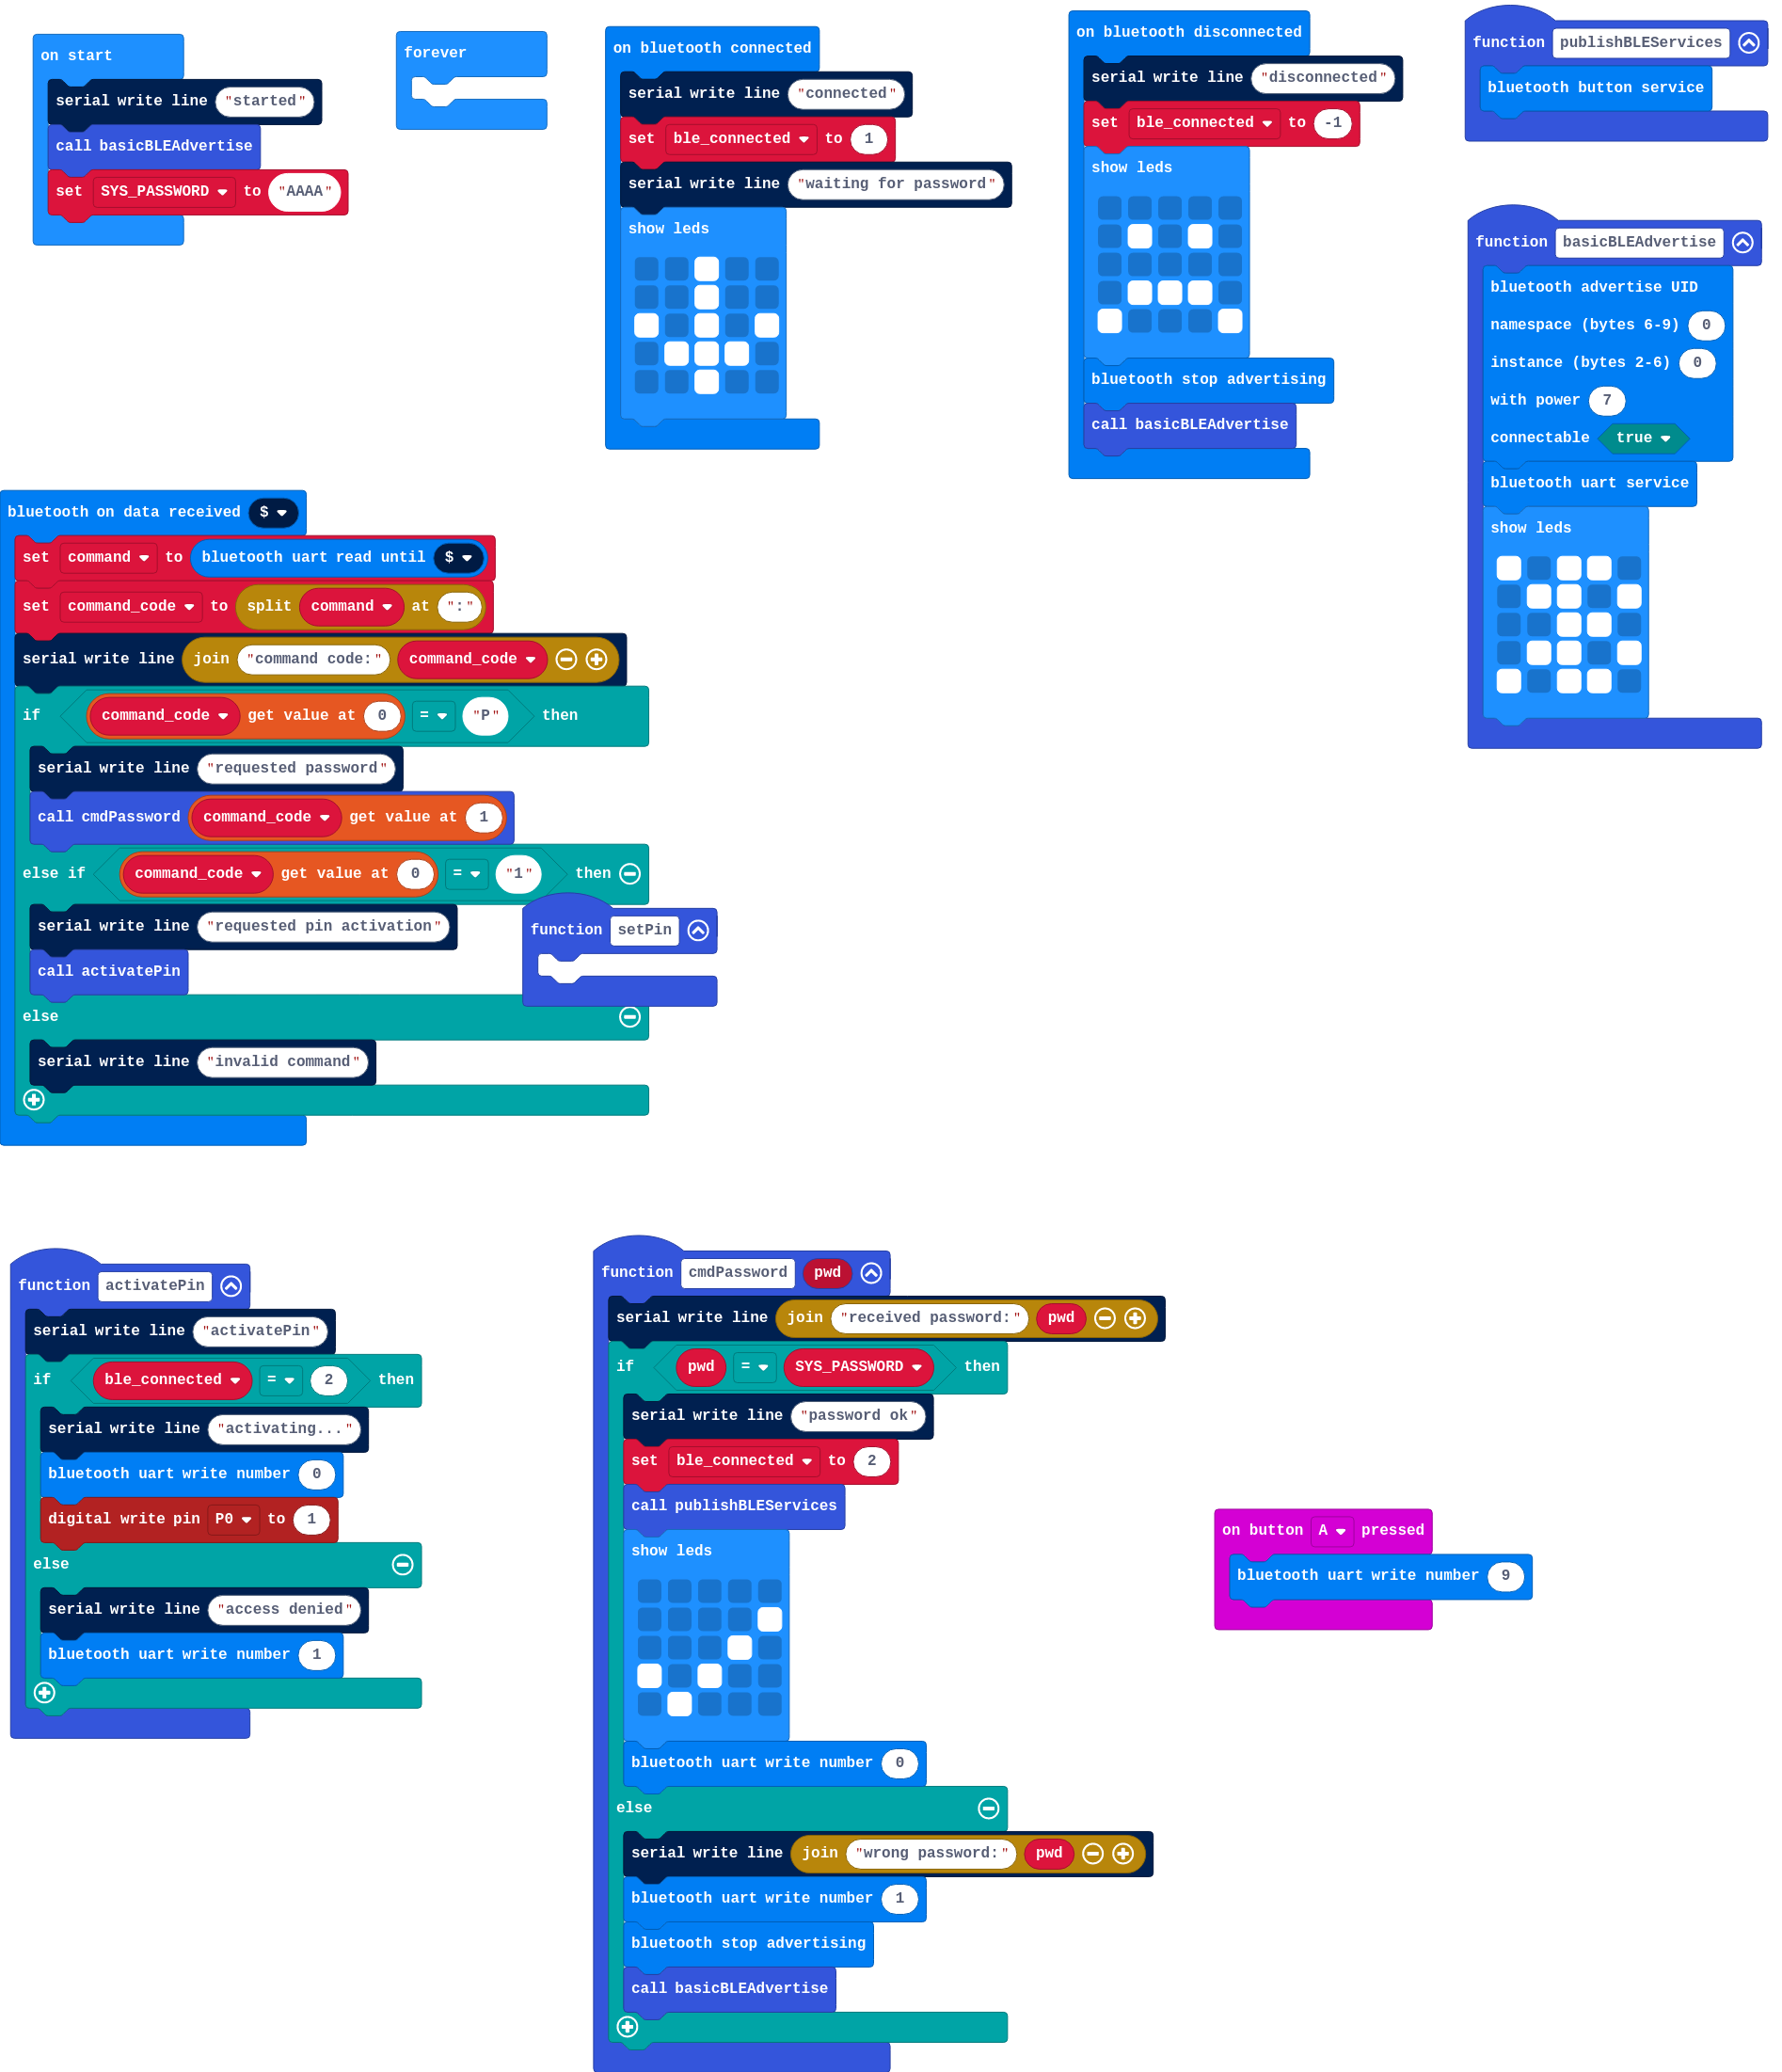 on start
serial write line "started"
call basicBLEAdvertise
set SYS_PASSWORD to "AAAA"
forever
on bluetooth connected
serial write line "connected"
set ble_connected to 1
serial write line "waiting for password"
show leds
on bluetooth disconnected
serial write line "disconnected"
set ble_connected to -1
show leds
bluetooth stop advertising
call basicBLEAdvertise
function publishBLEServices
bluetooth button service
function basicBLEAdvertise
bluetooth advertise UID
namespace (bytes 6-9) 0
instance (bytes 2-6) 0
with power 7
connectable true
bluetooth uart service
show leds
bluetooth on data received $
set command to bluetooth uart read until $
set command_code to split command at ":"
serial write line join "command code:" command_code
if command_code get value at 0 = "P" then
serial write line "requested password"
call cmdPassword command_code get value at 1
else if command_code get value at 0 = "1" then
serial write line "requested pin activation"
call activatePin
else
serial write line "invalid command"
function setPin
function activatePin
serial write line "activatePin"
if ble_connected = 2 then
serial write line "activating..."
bluetooth uart write number 0
digital write pin P0 to 1
else
serial write line "access denied"
bluetooth uart write number 1
function cmdPassword pwd
serial write line join "received password:" pwd
if pwd = SYS_PASSWORD then
serial write line "password ok"
set ble_connected to 2
call publishBLEServices
show leds
bluetooth uart write number 0
else
serial write line join "wrong password:" pwd
bluetooth uart write number 1
bluetooth stop advertising
call basicBLEAdvertise
on button A pressed
bluetooth uart write number 9